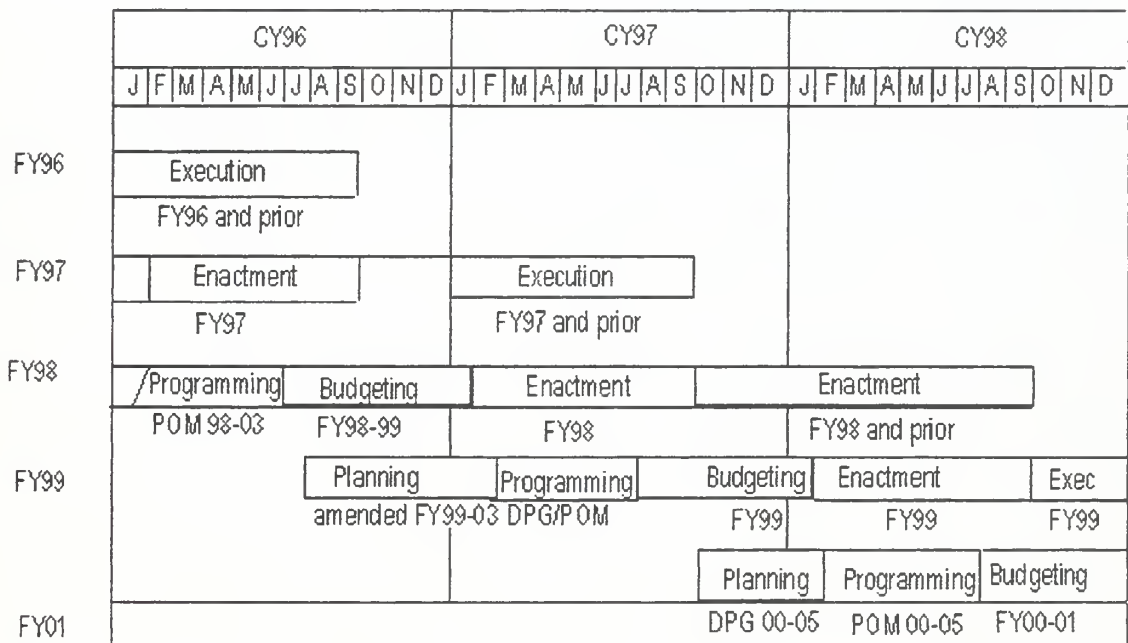 CY96 CY97 CY98
J F M A M J J A S O N D J F M A M J J A S O N D J F M A M J J A S O N D
FY96 Execution
FY96 and prior
FY97 Enactment Execution
FY97 FY97 and prior
FY98 Programming Budgeting Enactment Enactment
POM 98-03 FY98-99 FY98 FY98 and prior
FY99 Planning Programming Budgeting Enactment Exec
amended FY99-03 DPG/POM FY99 FY99 FY99
Planning Programming Budgeting
FY01 DPG 00-05 POM 00-05 FY00-01